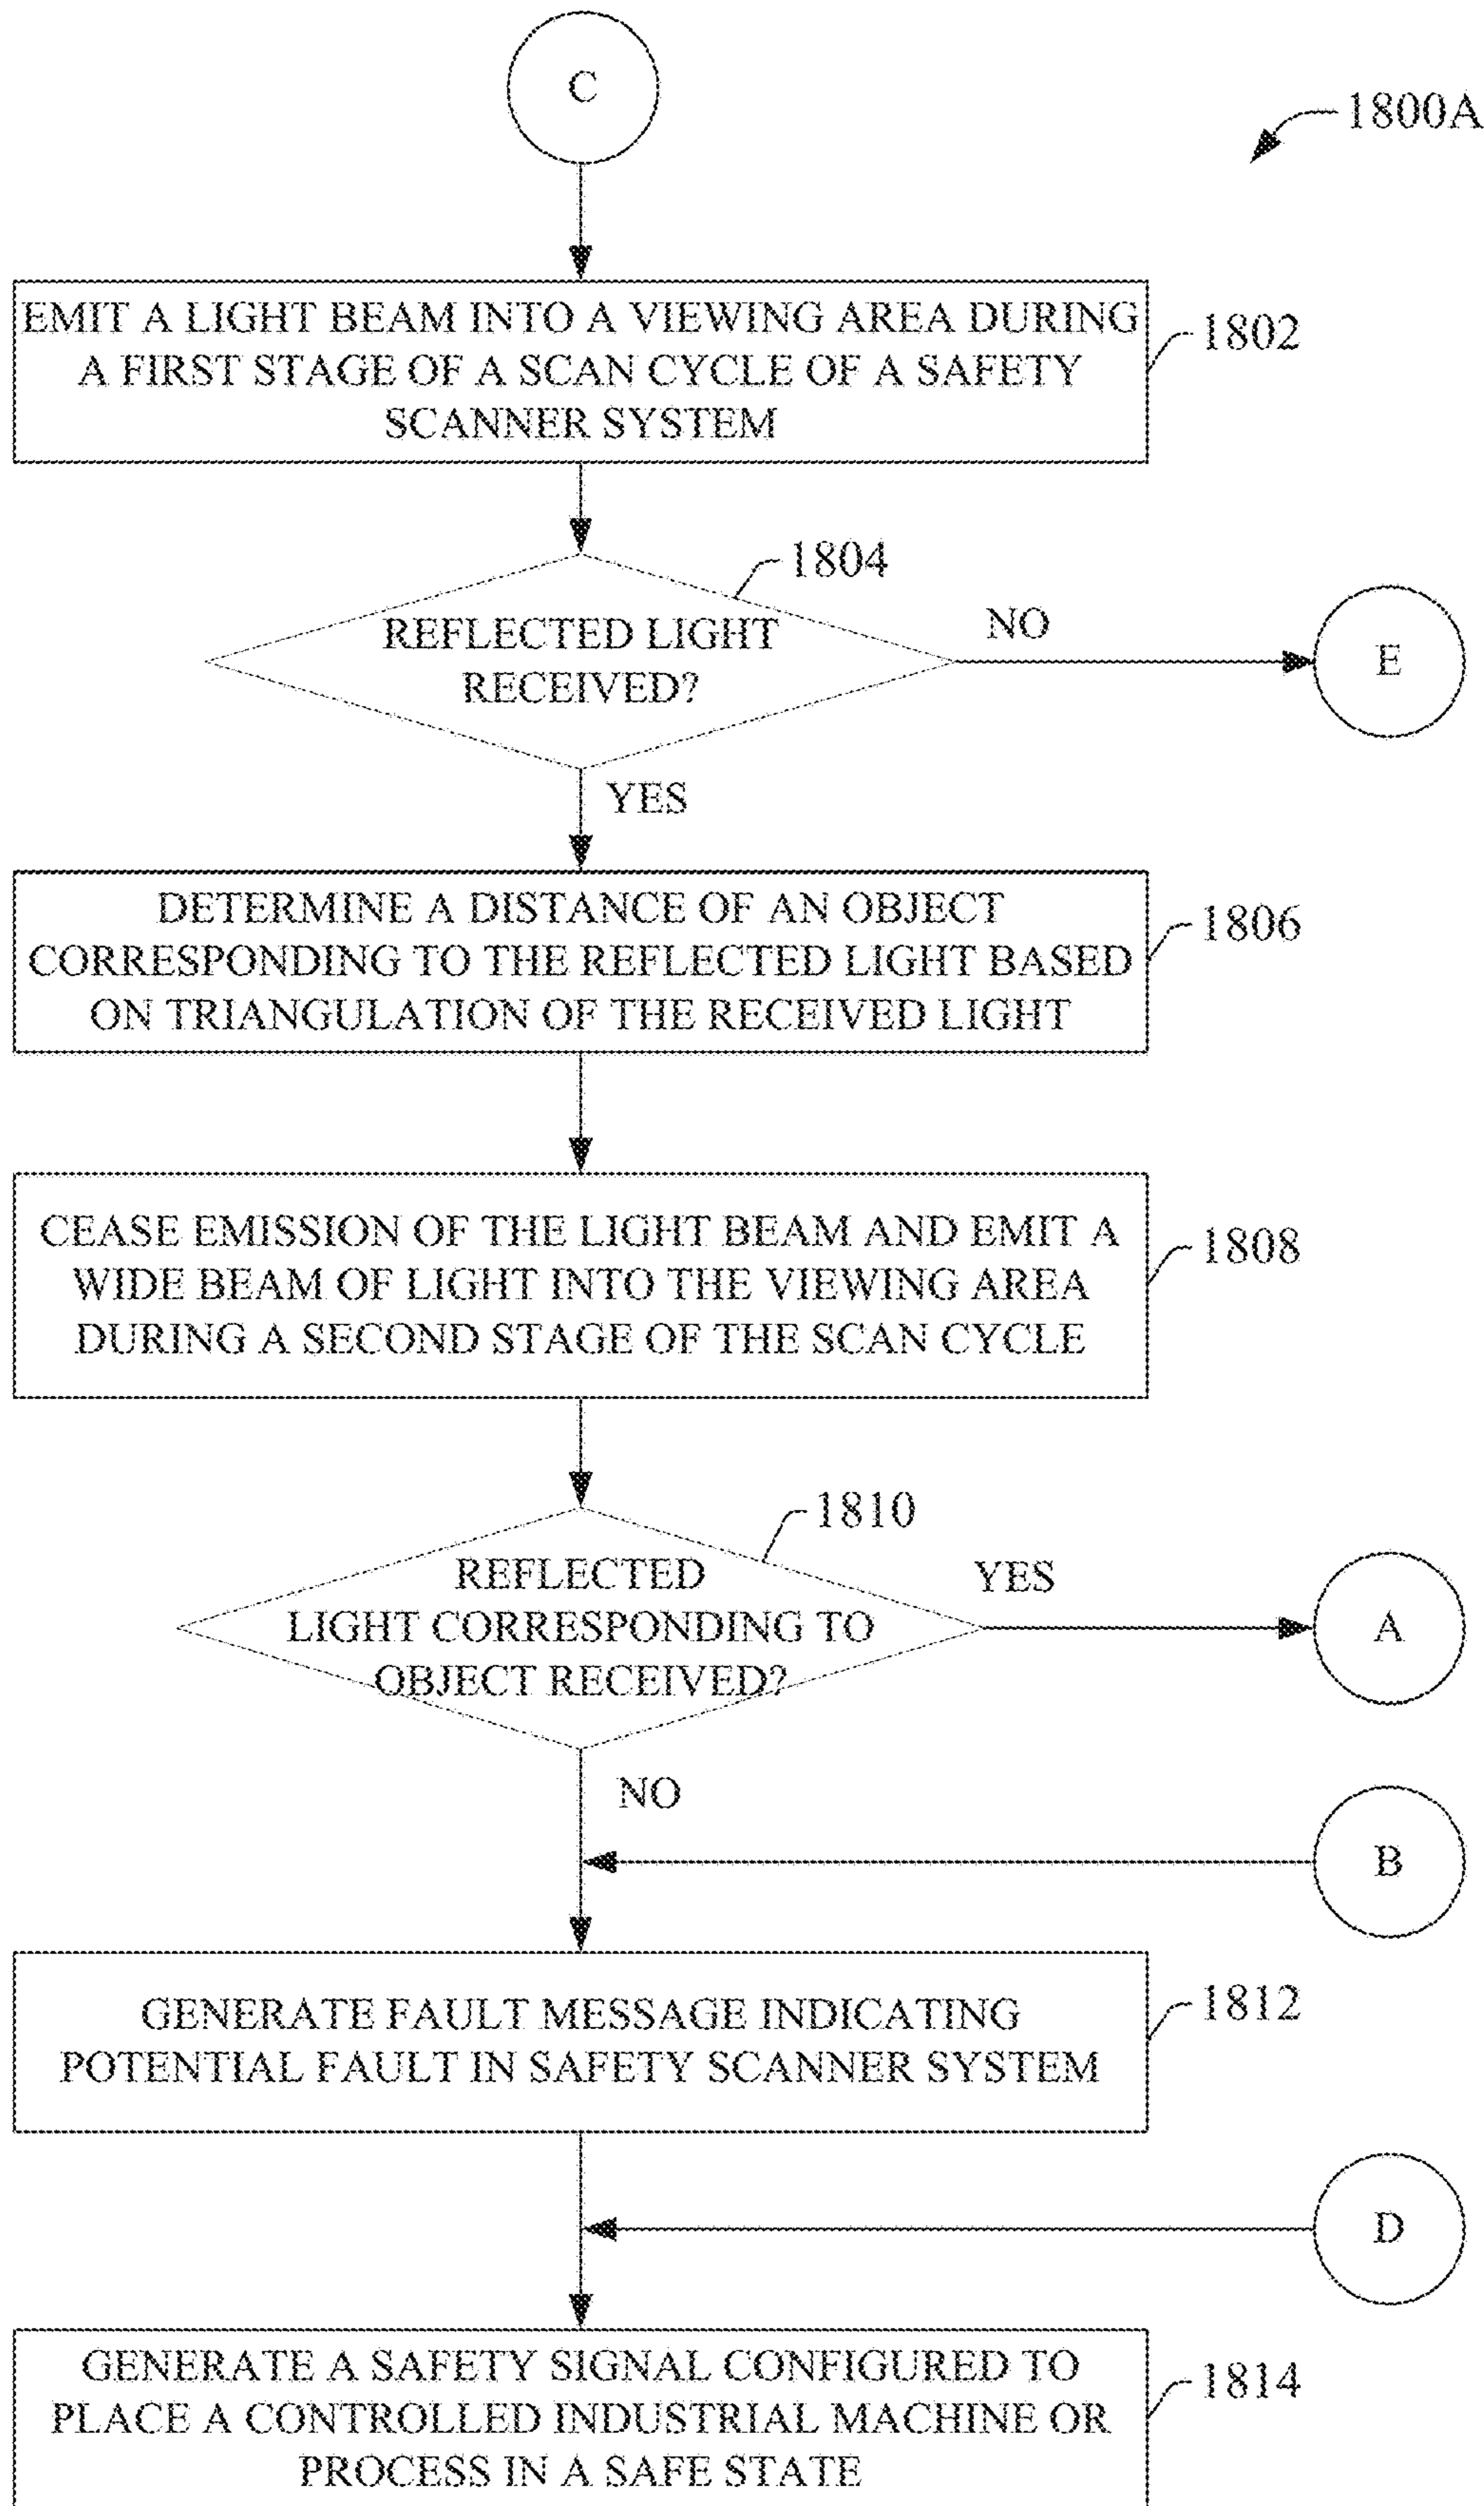 C
1800A
EMIT A LIGHT BEAM INTO A VIEWING AREA DURING
A FIRST STAGE OF A SCAN CYCLE OF A SAFETY
SCANNER SYSTEM
1802
1804
REFLECTED LIGHT
RECEIVED?
NO
E
YES
DETERMINE A DISTANCE OF AN OBJECT
CORRESPONDING TO THE REFLECTED LIGHT BASED
ON TRIANGULATION OF THE RECEIVED LIGHT
1806
CEASE EMISSION OF THE LIGHT BEAM AND EMIT A
WIDE BEAM OF LIGHT INTO THE VIEWING AREA
DURING A SECOND STAGE OF THE SCAN CYCLE
1808
1810
REFLECTED
LIGHT CORRESPONDING TO
OBJECT RECEIVED?
YES
A
NO
B
GENERATE FAULT MESSAGE INDICATING
POTENTIAL FAULT IN SAFETY SCANNER SYSTEM
1812
D
GENERATE A SAFETY SIGNAL CONFIGURED TO
PLACE A CONTROLLED INDUSTRIAL MACHINE OR
PROCESS IN A SAFE STATE
1814